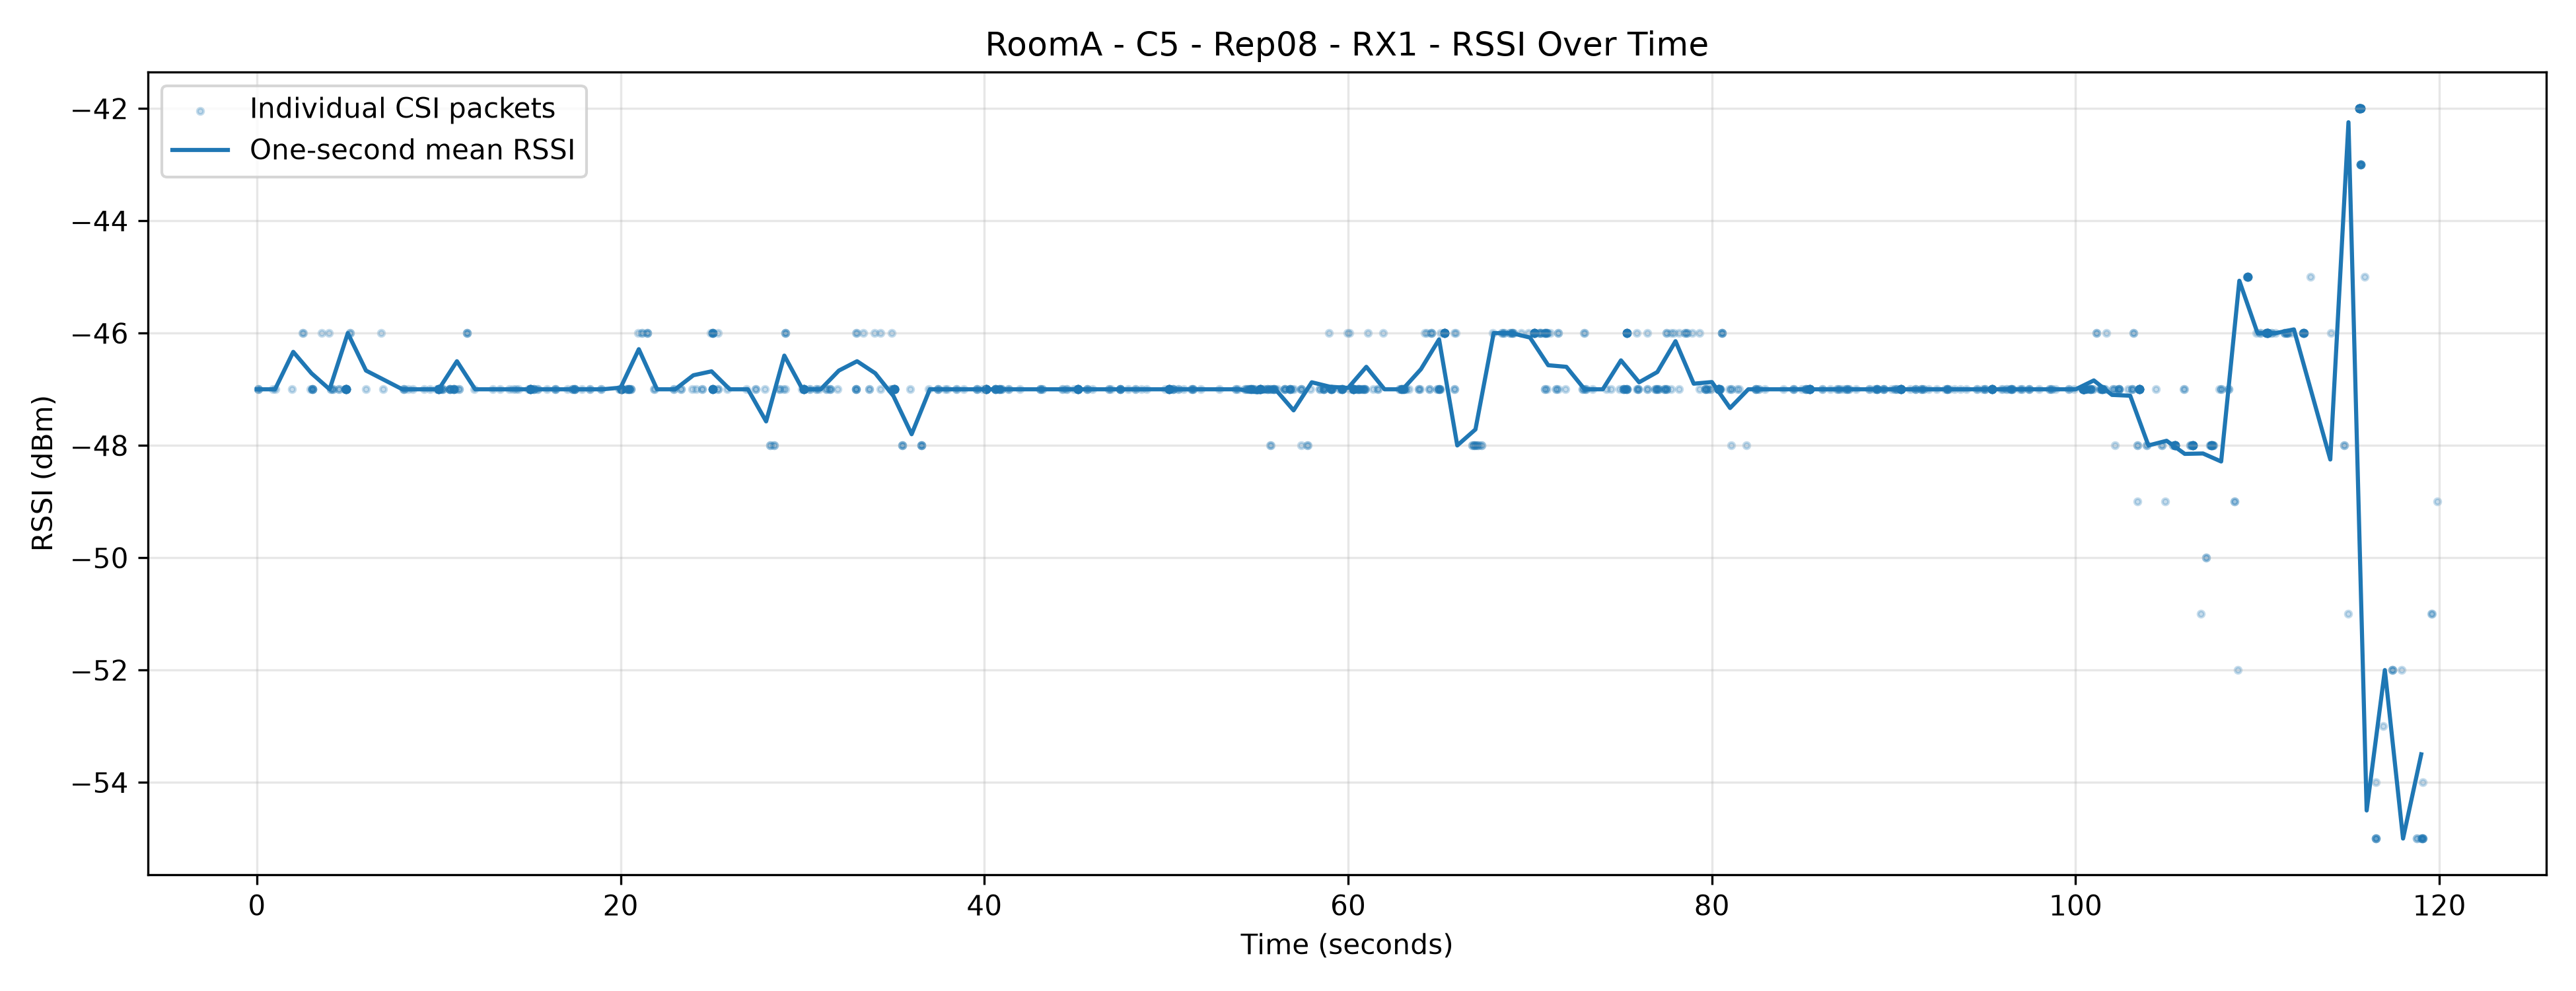 RoomA - C5 - Rep08 - RX1 - RSSI Over Time
Individual CSI packets
One-second mean RSSI
RSSI (dBm)
−42
−44
−46
−48
−50
−52
−54
0 20 40 60 80 100 120
Time (seconds)